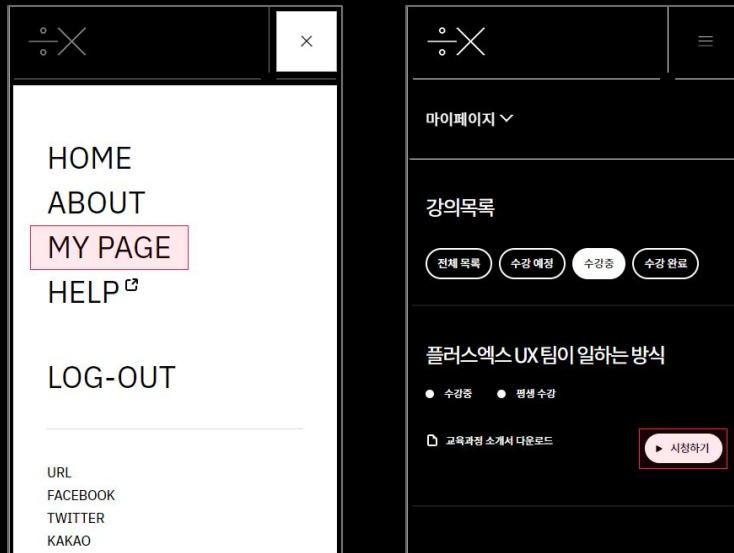 HOME
ABOUT
MY PAGE
HELP
LOG-OUT
URL
FACEBOOK
TWITTER
KAKAO
마이페이지
강의목록
전체 목록 수강 예정 수강중 수강 완료
플러스엑스 UX 팀이 일하는 방식
수강중 평생 수강
교육과정 소개서 다운로드
시청하기